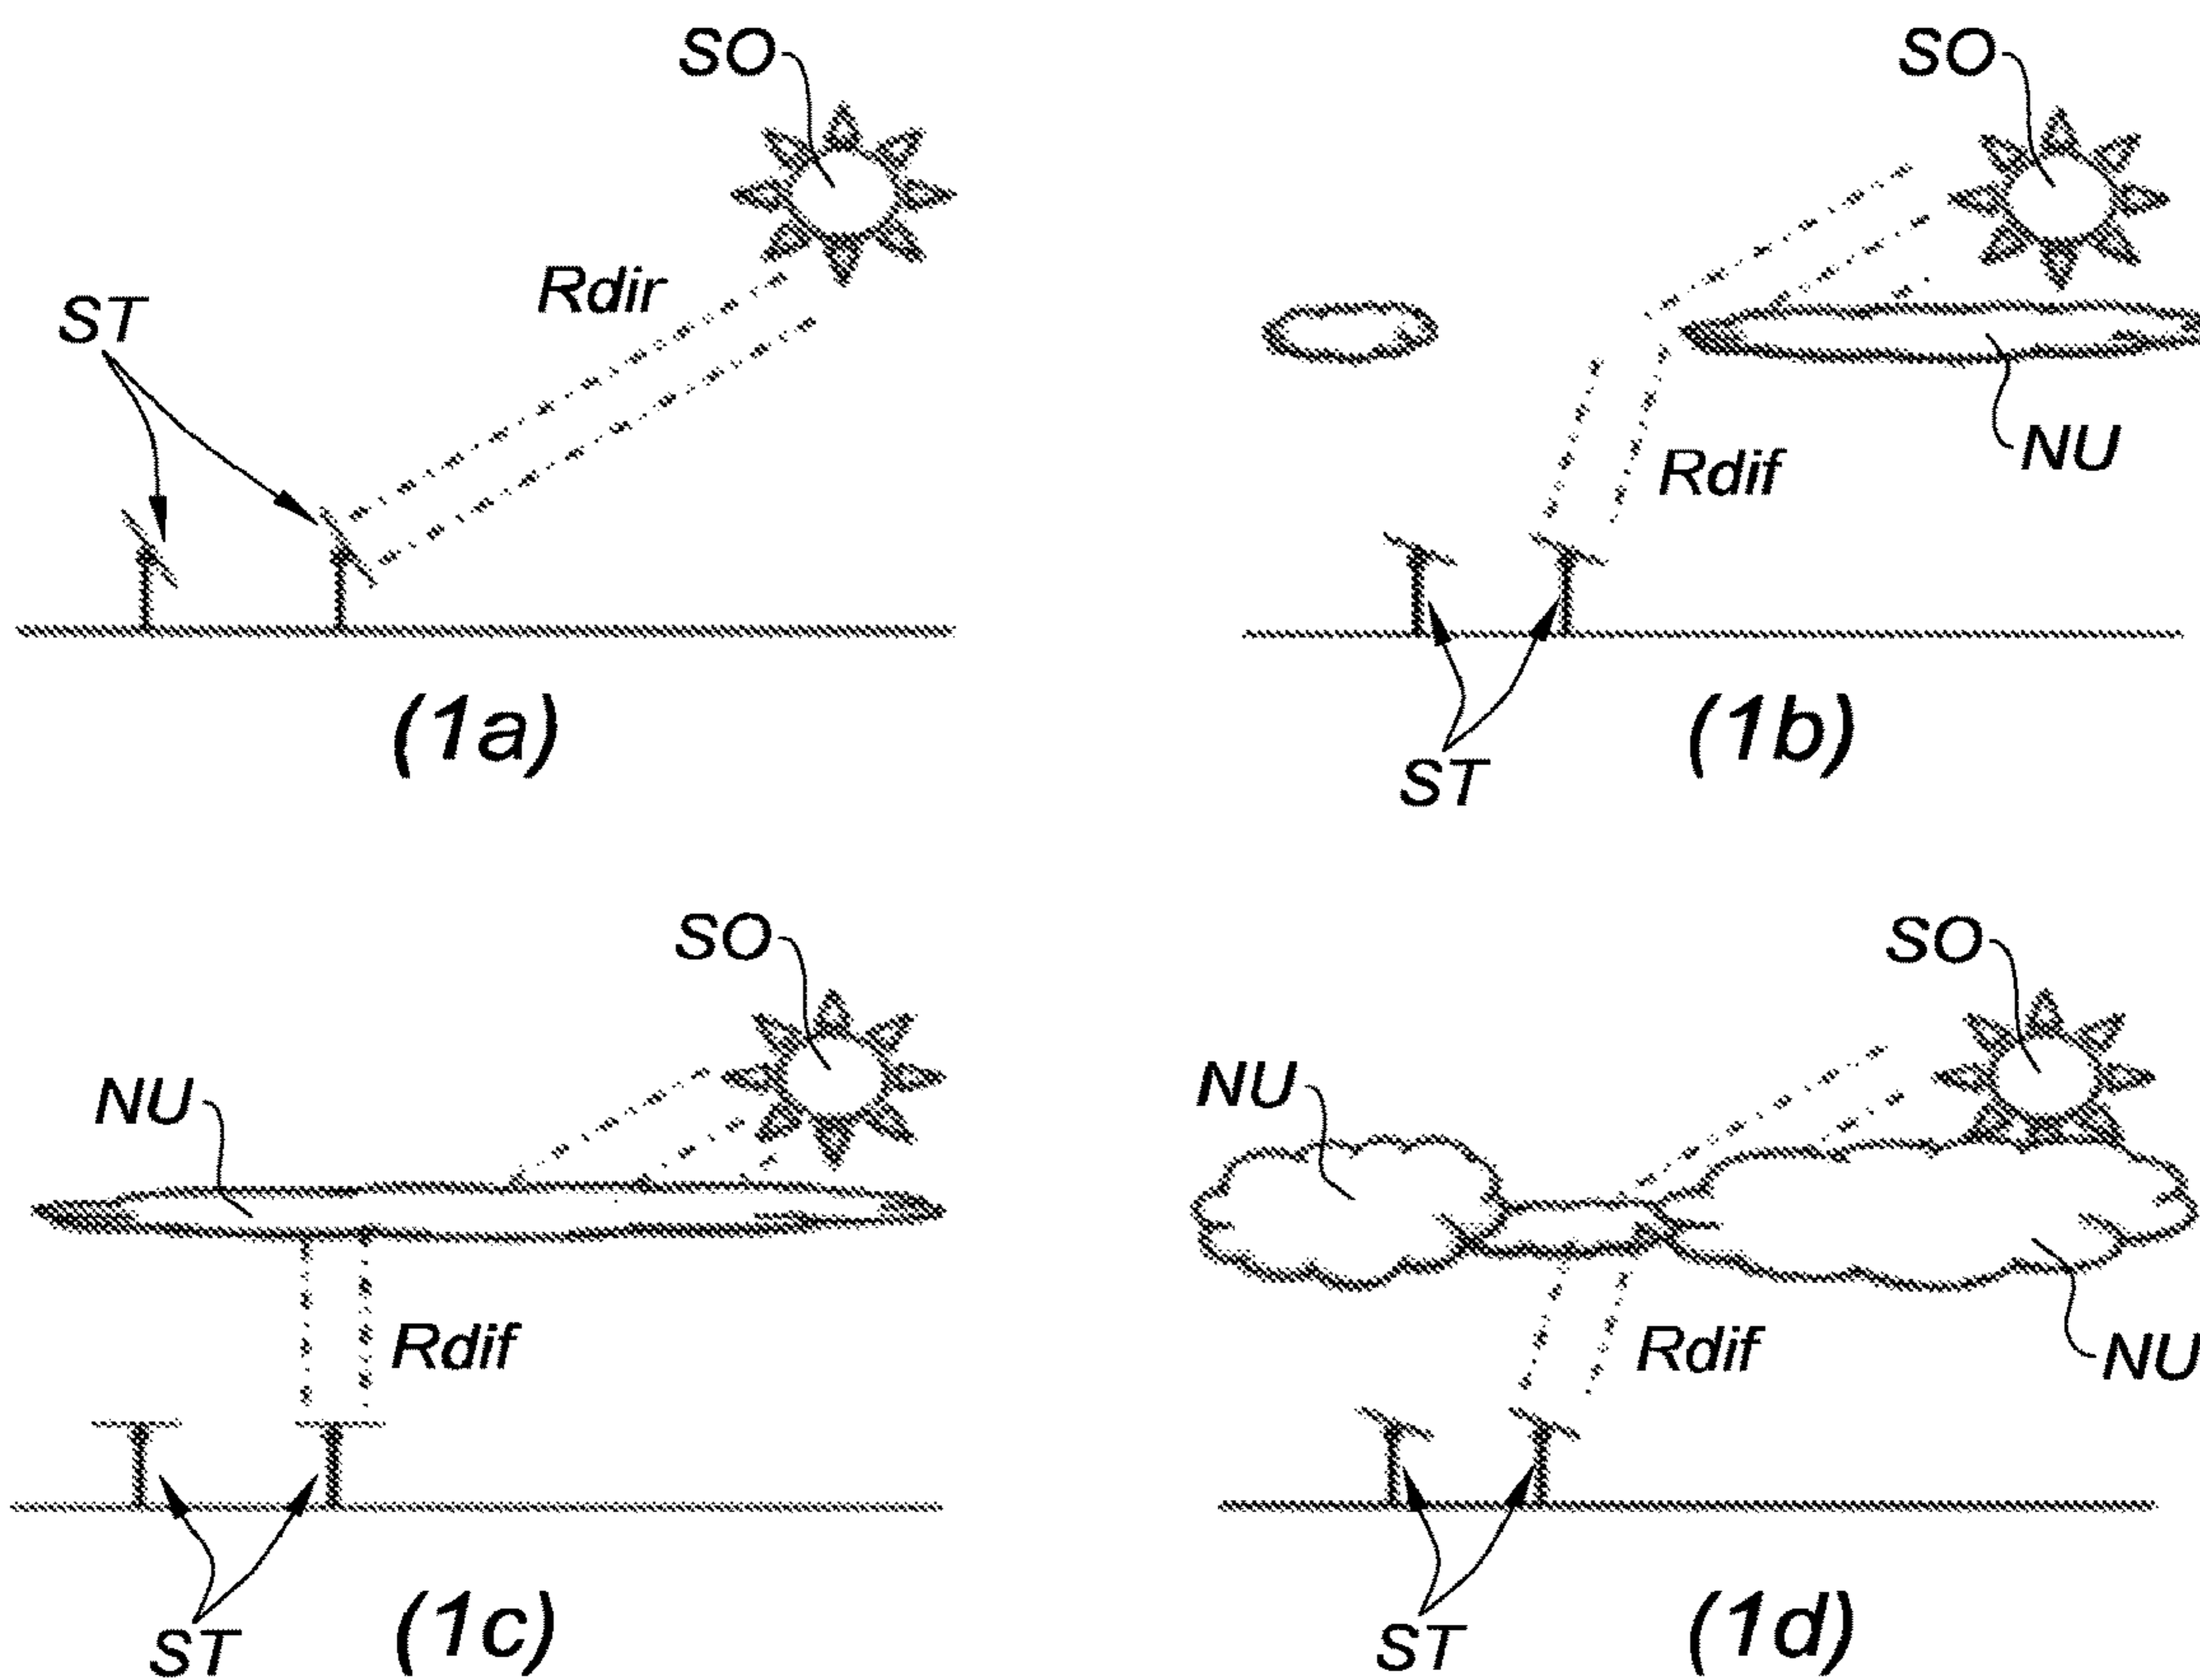 SO
ST
Rdir
(1a)
SO
NU
Rdif
ST
(1b)
SO
NU
Rdif
ST
(1c)
SO
NU
NU
Rdif
ST
(1d)